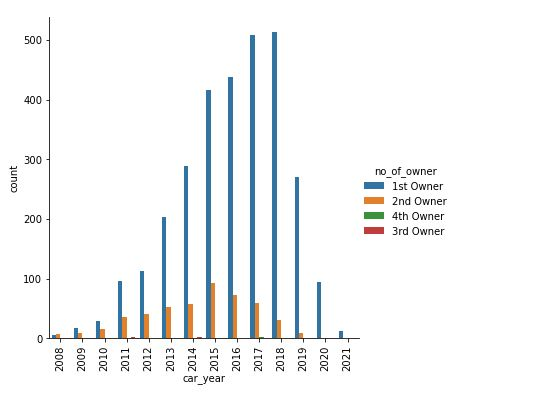 500
400
300
200
100
0
count
2008
2009
2010
2011
2012
2013
2014
2015
2016
2017
2018
2019
2020
2021
car_year
no_of_owner
1st Owner
2nd Owner
4th Owner
3rd Owner